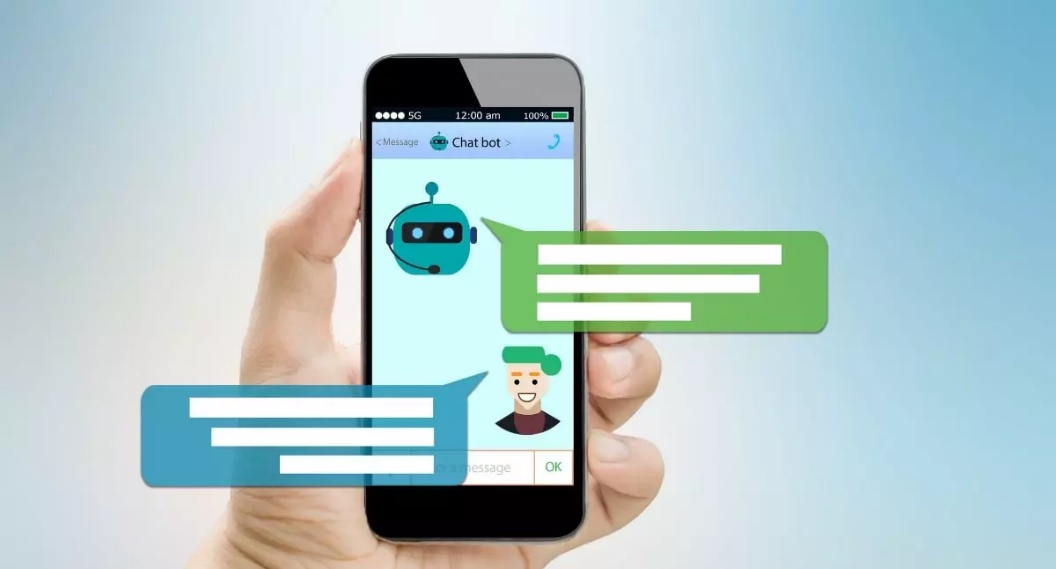 5G 12:00 am 100%
< Message Chat bot >
message
OK